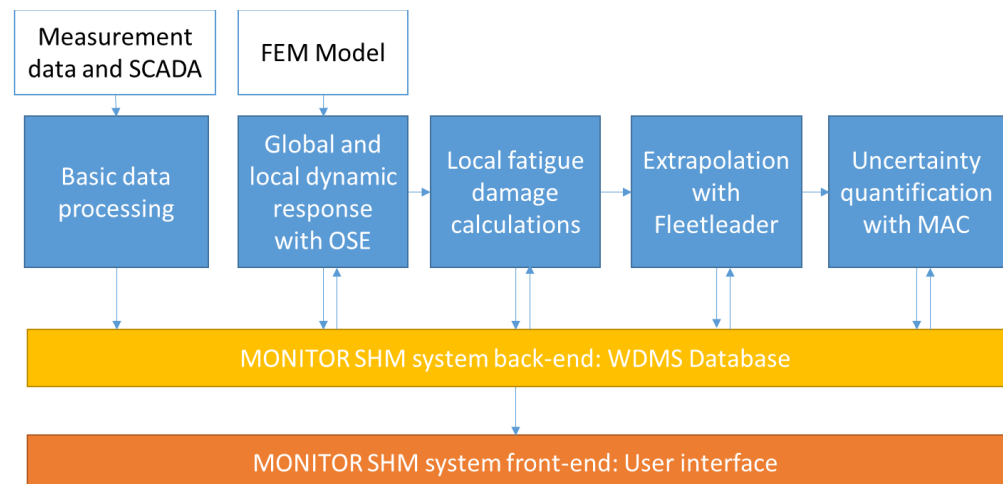 Measurement
data and SCADA
FEM Model
Basic data
processing
Global and
local dynamic
response
with OSE
Local fatigue
damage
calculations
Extrapolation
with
Fleetleader
Uncertainty
quantification
with MAC
MONITOR SHM system back-end: WDMS Database
MONITOR SHM system front-end: User interface